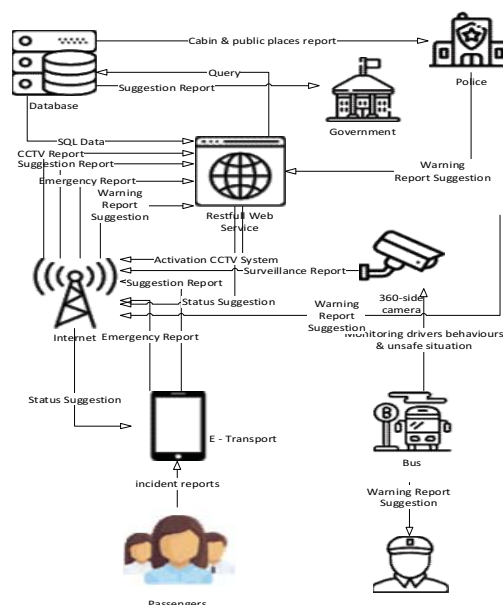 Cabin & public places report
Police
Query
Suggestion Report
Database
Government
SQL Data
CCTV Report
Suggestion Report
Emergency Report
Warning
Report
Suggestion
Warning
Report Suggestion
Restfull Web
Service
Activation CCTV System
Surveillance Report
Suggestion Report
Status Suggestion
360-side
camera
Warning
Report
Suggestion
Internet
Emergency Report
Monitoring drivers behaviours
& unsafe situation
Status Suggestion
B
E - Transport
Bus
incident reports
Warning Report
Suggestion
Passengers